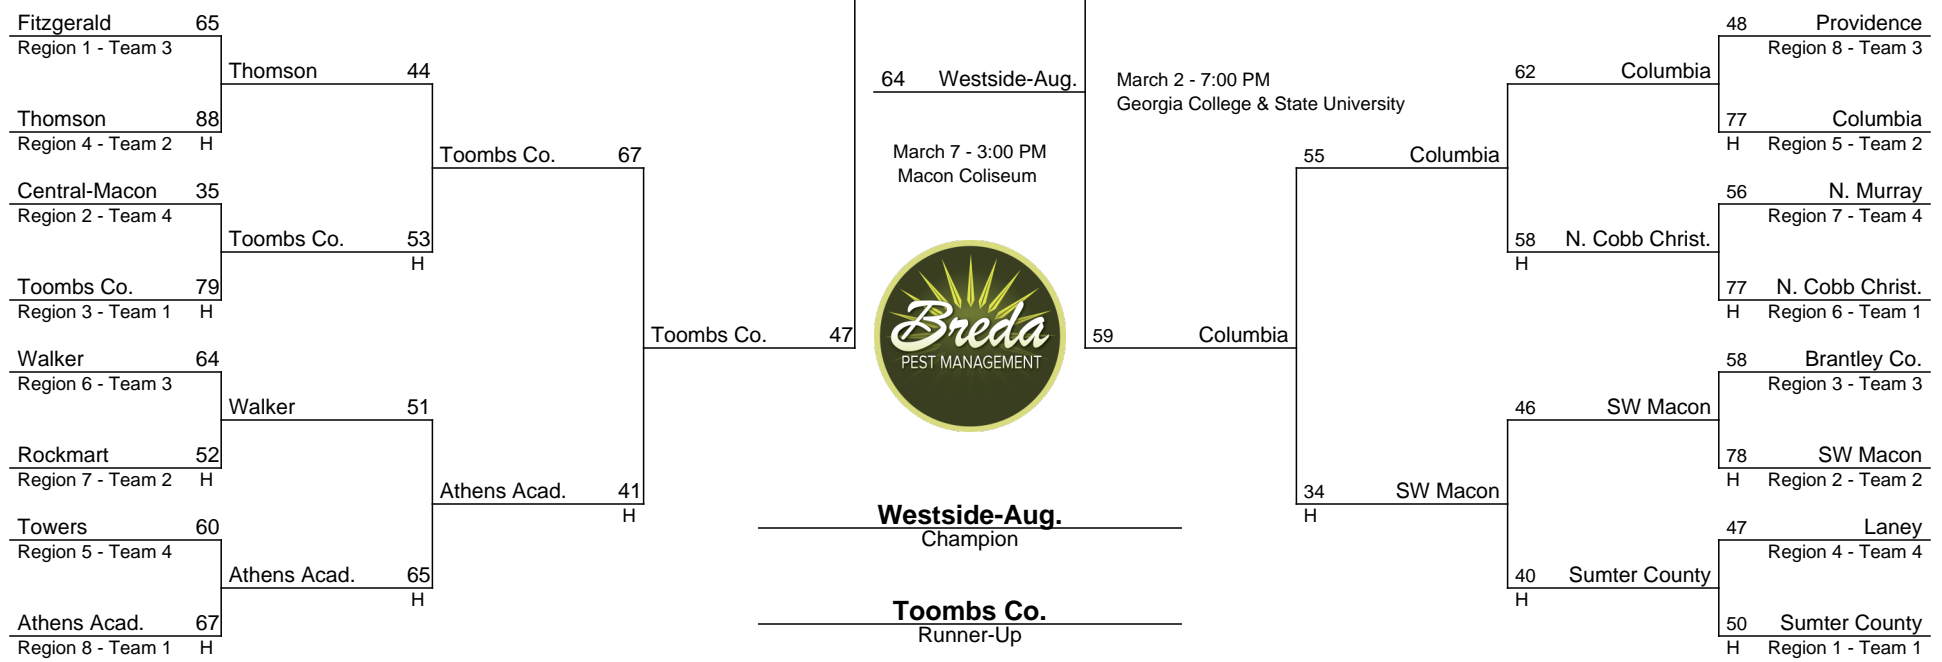 Fitzgerald 65
Region 1 - Team 3
Thomson 44
Thomson 88
Region 4 - Team 2 H
Toombs Co. 67
Central-Macon 35
Region 2 - Team 4
Toombs Co. 53
H
Toombs Co. 79
Region 3 - Team 1 H
Toombs Co. 47
Walker 64
Region 6 - Team 3
Walker 51
Rockmart 52
Region 7 - Team 2 H
Athens Acad. 41
H
Towers 60
Region 5 - Team 4
Athens Acad. 65
H
Athens Acad. 67
Region 8 - Team 1 H
64 Westside-Aug.
March 7 - 3:00 PM
Macon Coliseum
Breda
PEST MANAGEMENT
Westside-Aug.
Champion
Toombs Co.
Runner-Up
March 2 - 7:00 PM
Georgia College & State University
59 Columbia
55 Columbia
34 SW Macon
H
62 Columbia
58 N. Cobb Christ.
H
46 SW Macon
40 Sumter County
H
48 Providence
Region 8 - Team 3
77 Columbia
H Region 5 - Team 2
56 N. Murray
Region 7 - Team 4
77 N. Cobb Christ.
H Region 6 - Team 1
58 Brantley Co.
Region 3 - Team 3
78 SW Macon
H Region 2 - Team 2
47 Laney
Region 4 - Team 4
50 Sumter County
H Region 1 - Team 1